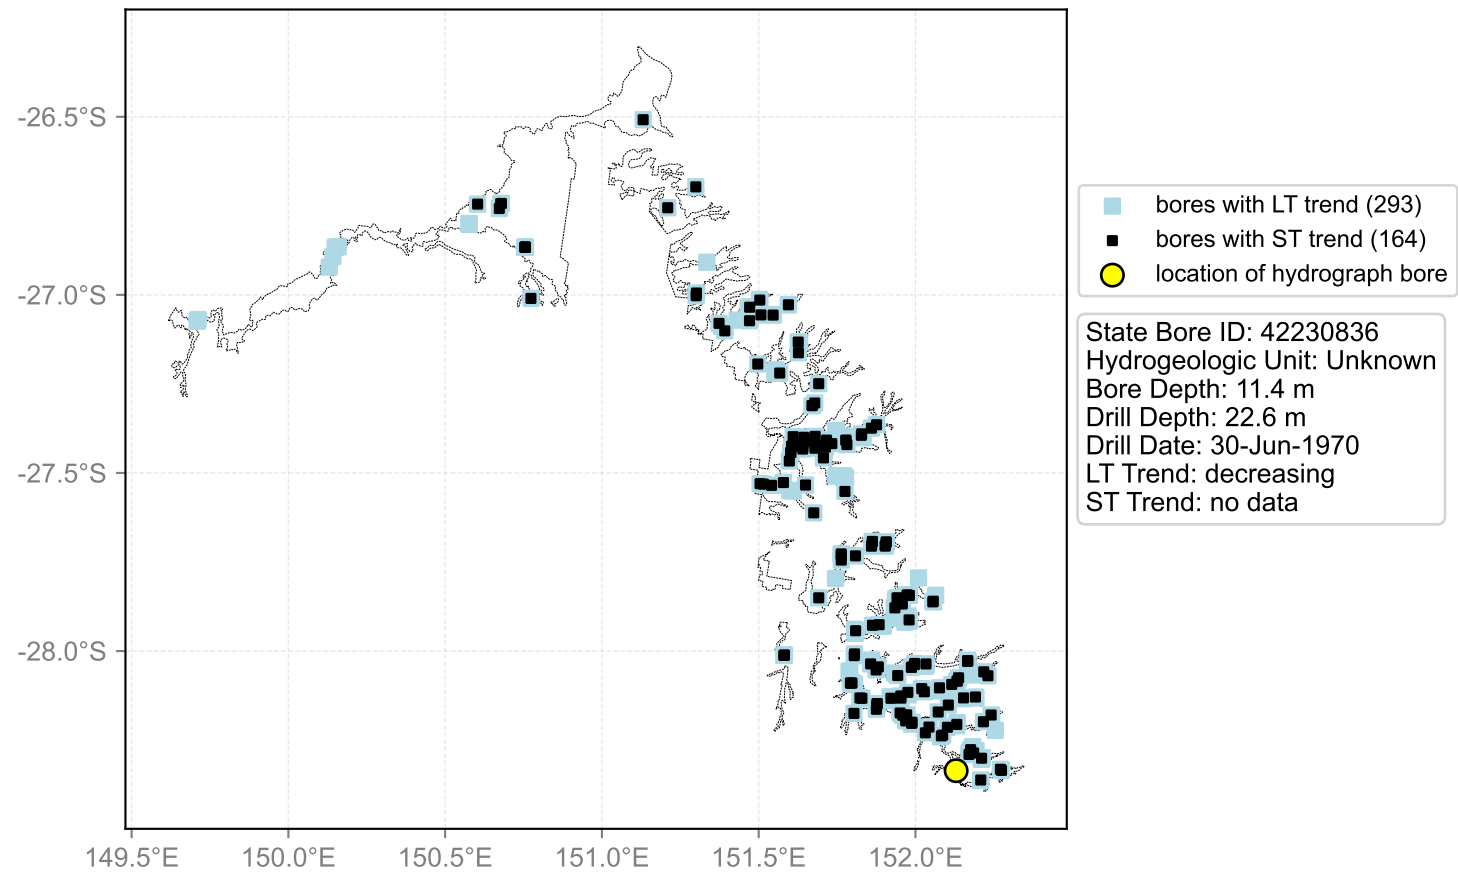 -26.5°S
-27.0°S
-27.5°S
-28.0°S
149.5°E
150.0°E
150.5°E
151.0°E
151.5°E
152.0°E
bores with LT trend (293)
bores with ST trend (164)
location of hydrograph bore
State Bore ID: 42230836
Hydrogeologic Unit: Unknown
Bore Depth: 11.4 m
Drill Depth: 22.6 m
Drill Date: 30-Jun-1970
LT Trend: decreasing
ST Trend: no data